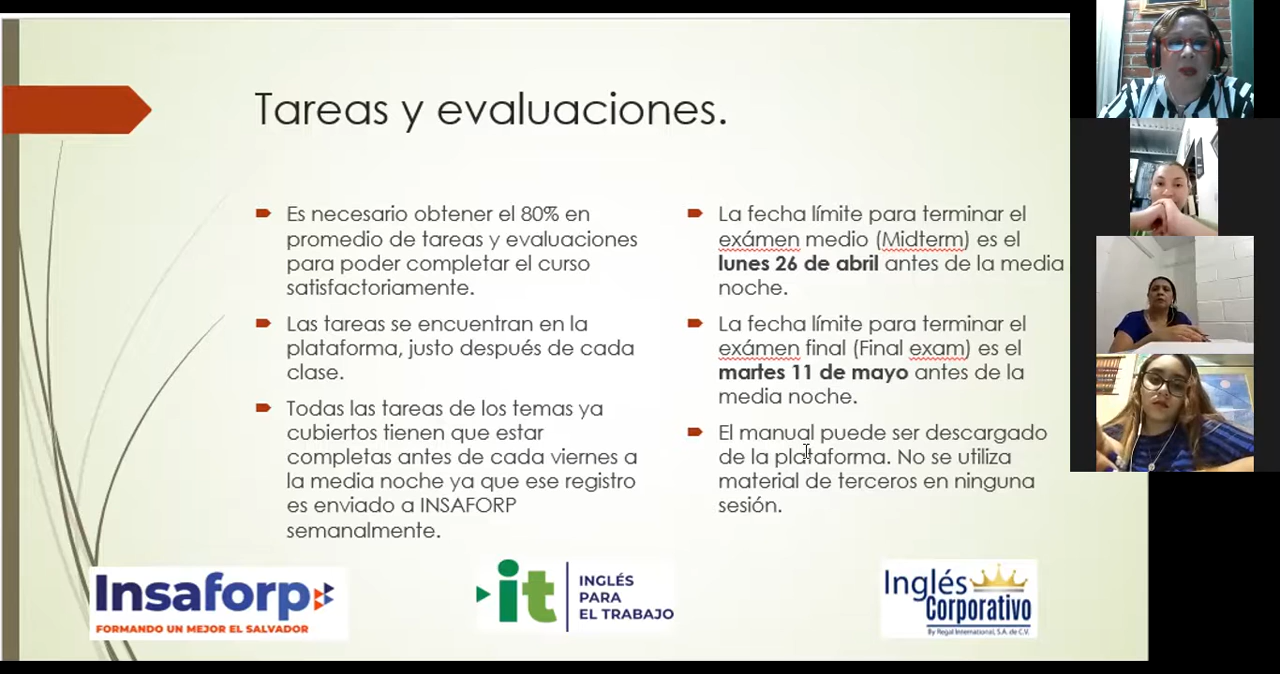 Tareas y evaluaciones.
Es necesario obtener el 80% en
promedio de tareas y evaluaciones
para poder completar el curso
satisfactoriamente.
Las tareas se encuentran en la
plataforma, justo después de cada
clase.
Todas las tareas de los temas ya
cubiertos tienen que estar
completas antes de cada viernes a
la media noche ya que ese registro
es enviado a INSAFORP
semanalmente.
La fecha límite para terminar el
exámen medio (Midterm) es el
lunes 26 de abril antes de la media
noche.
La fecha límite para terminar el
exámen final (Final exam) es el
martes 11 de mayo antes de la
media noche.
El manual puede ser descargado
de la plataforma. No se utiliza
material de terceros en ninguna
sesión.
Insaforp
FORMANDO UN MEJOR EL SALVADOR
it
INGLÉS
PARA
EL TRABAJO
Inglés
Corporativo
By Regal International, S.A. de C.V.